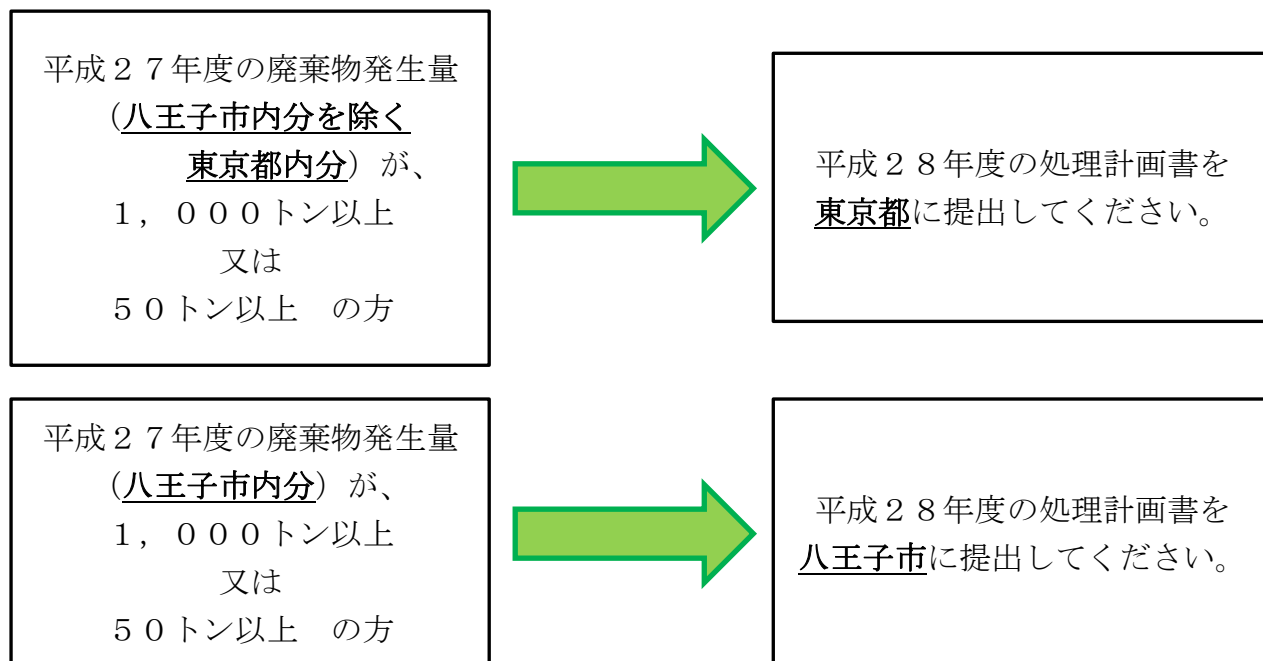 平成２７年度の廃棄物発生量
（八王子市内分を除く
東京都内分）が、
１，０００トン以上
又は
５０トン以上　の方
平成２８年度の処理計画書を
東京都に提出してください。
平成２７年度の廃棄物発生量
（八王子市内分）が、
１，０００トン以上
又は
５０トン以上　の方
平成２８年度の処理計画書を
八王子市に提出してください。